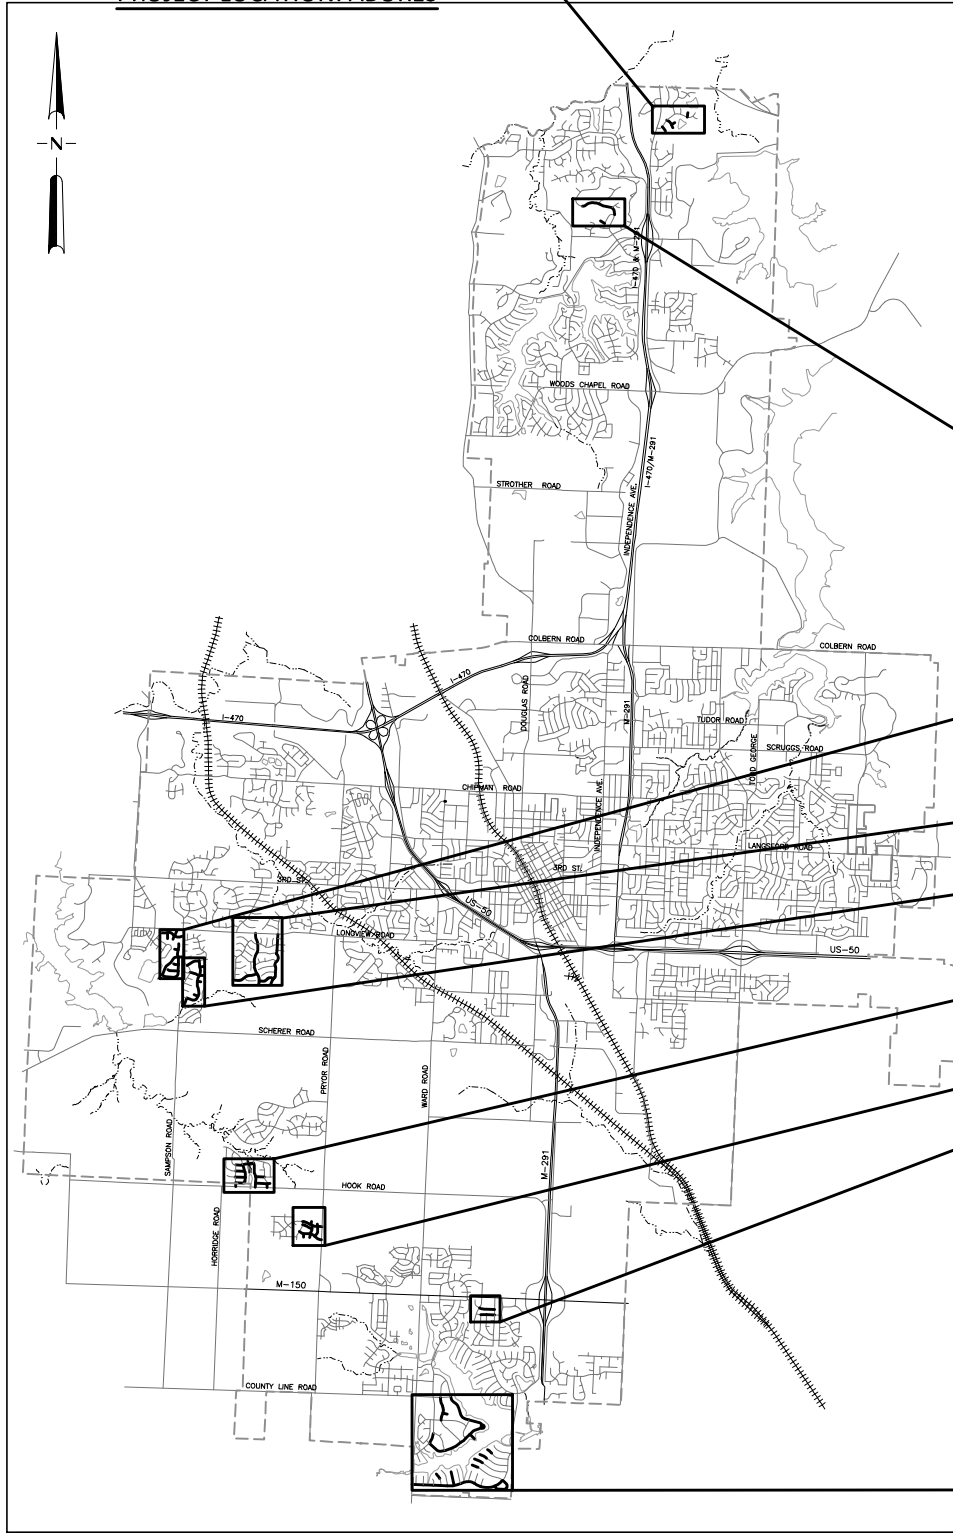 -N-
I-470 & M-291
WOODS CHAPEL ROAD
I-470/M-291
STROTHER ROAD
INDEPENDENCE AVE.
COLBERN ROAD
COLBERN ROAD
I-470
DOUGLAS ROAD
I-470
M-291
TUDOR ROAD
SCRUGGS ROAD
TODD GEORGE
CHIPMAN ROAD
INDEPENDENCE AVE.
LANGSFORD ROAD
3RD ST.
3RD ST.
US-50
LONGVIEW ROAD
US-50
SCHERER ROAD
PRYOR ROAD
WARD ROAD
SAMPSON ROAD
M-291
HOOK ROAD
HORRIDGE ROAD
M-150
COUNTY LINE ROAD